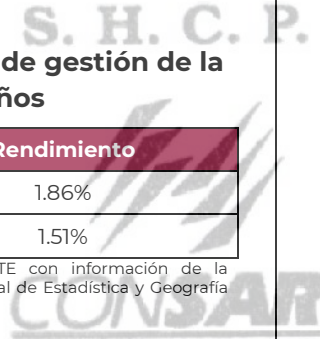 S. H. C. P.
de gestión de la
ños
Rendimiento
1.86%
1.51%
TE con información de la
al de Estadística y Geografía
CONSAR